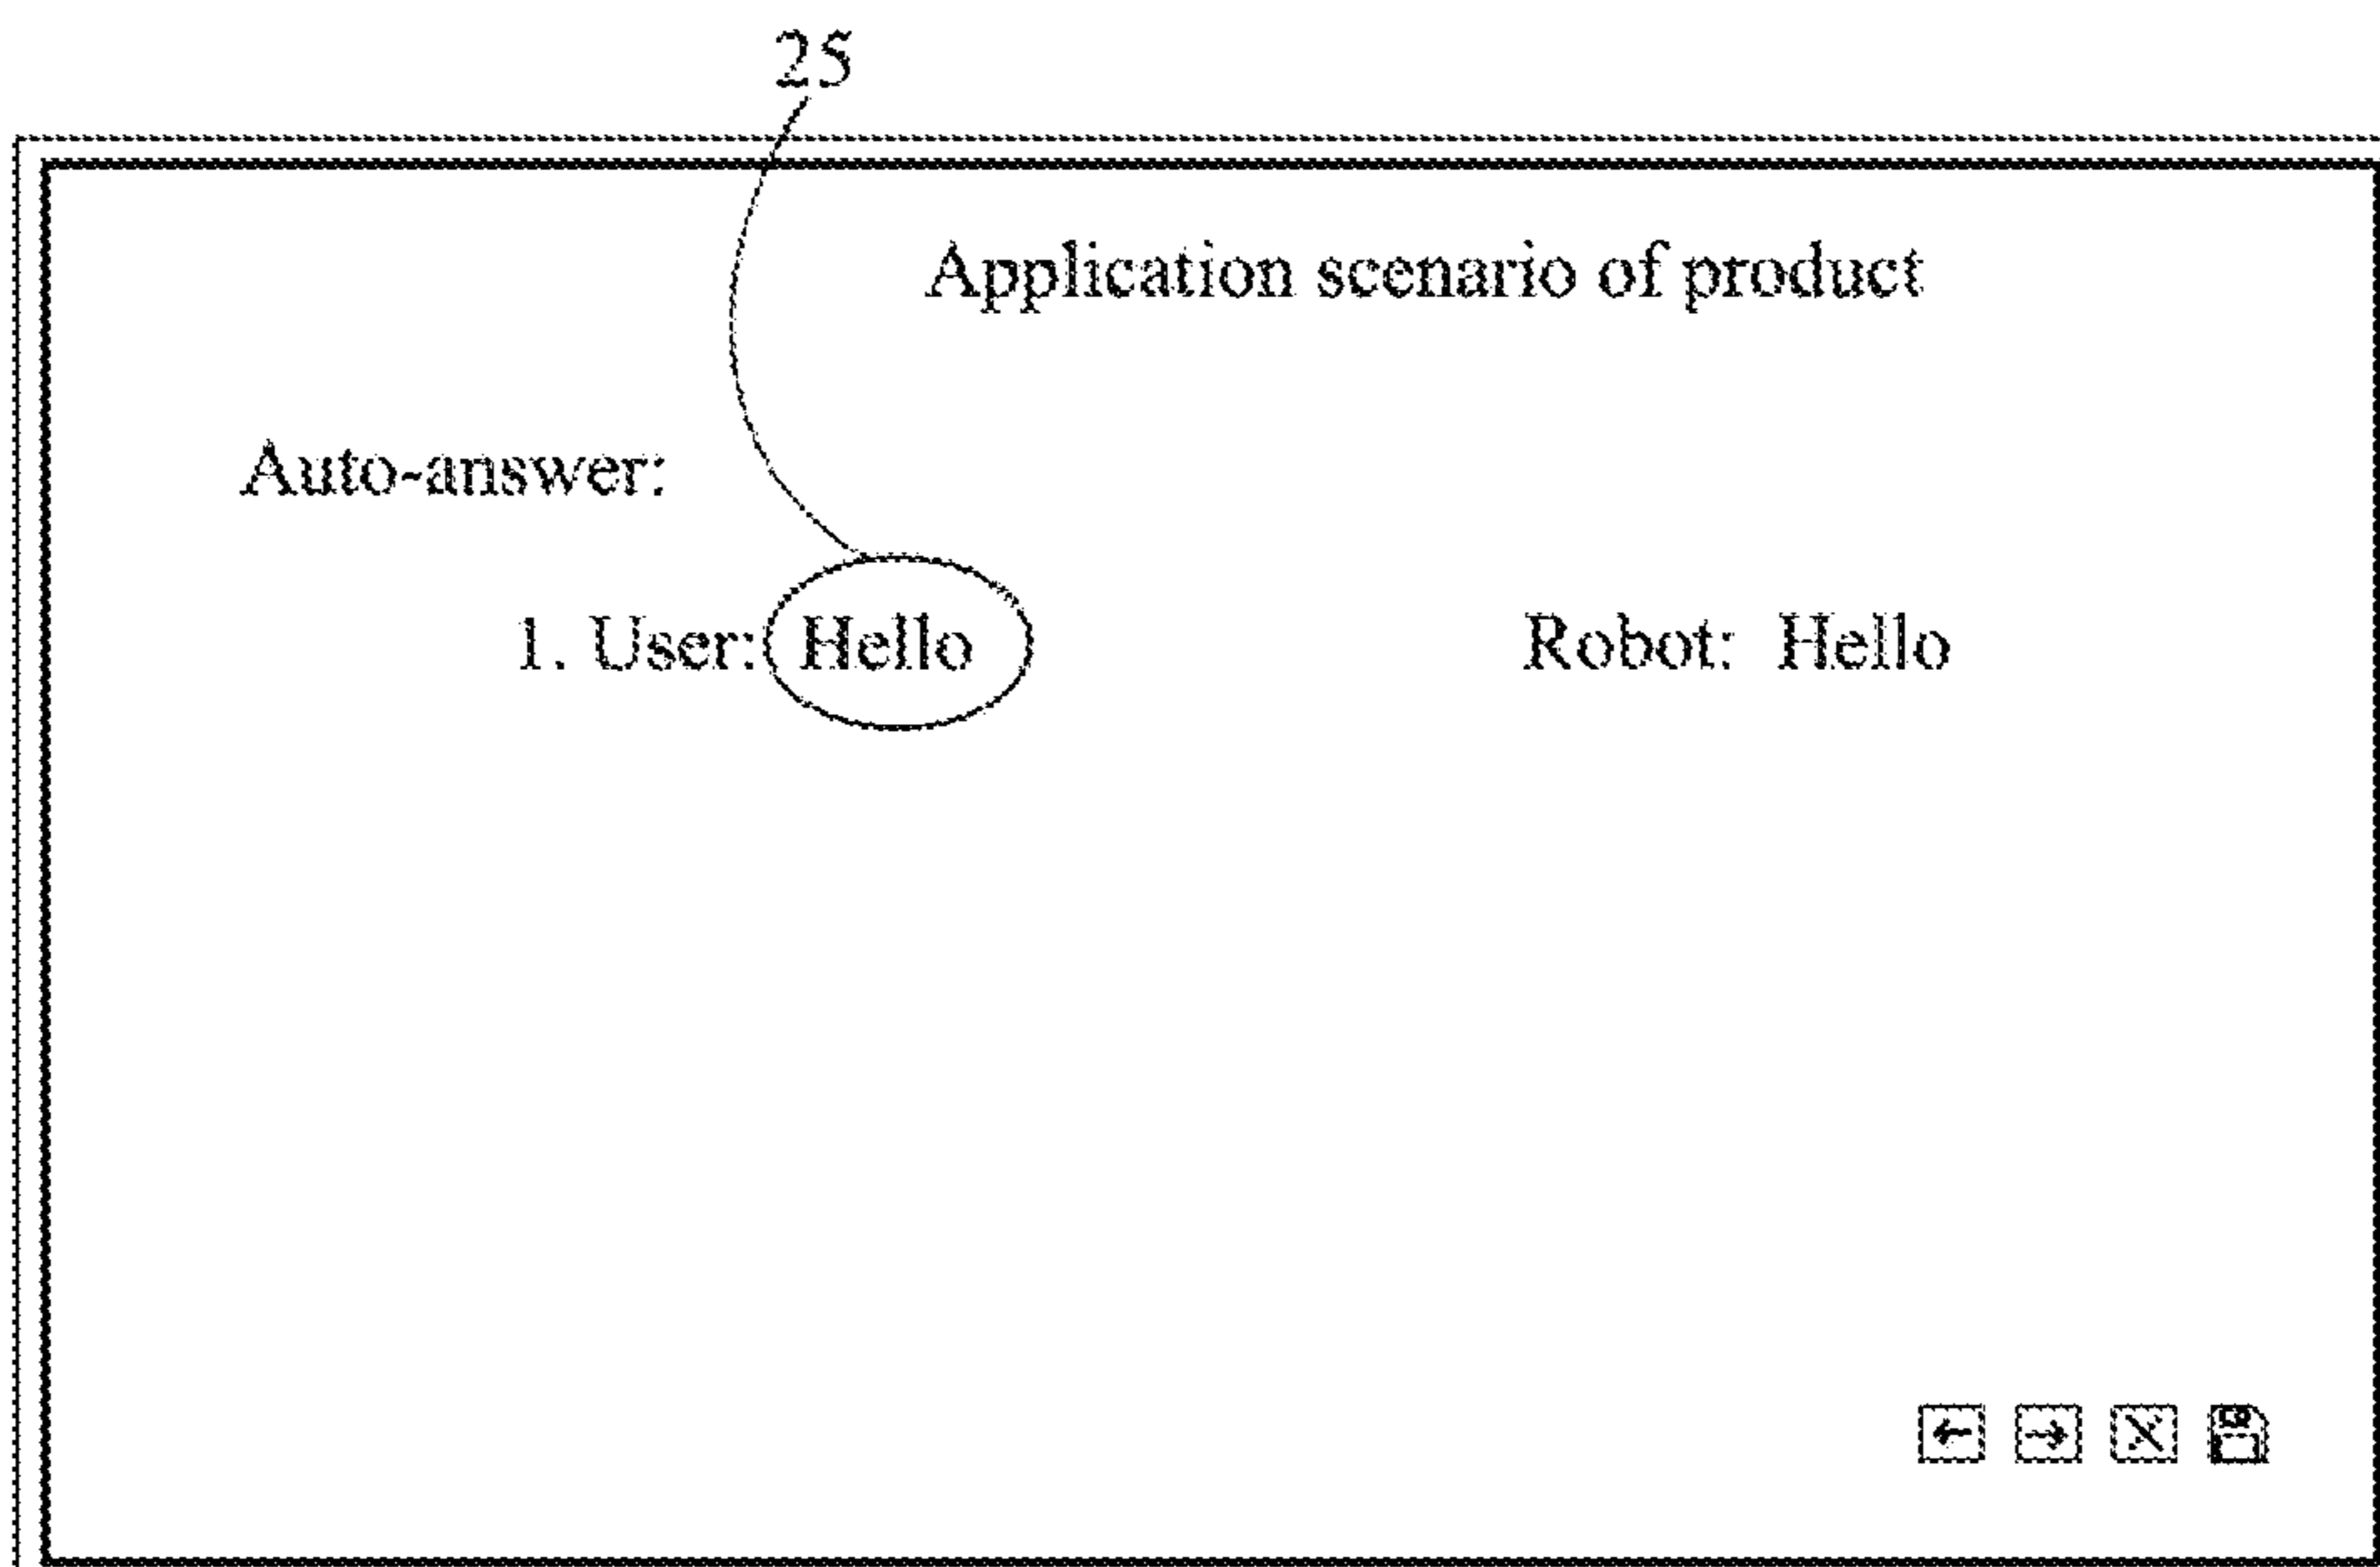 25
Application scenario of product
Auto-answer:
1. User: Hello Robot: Hello